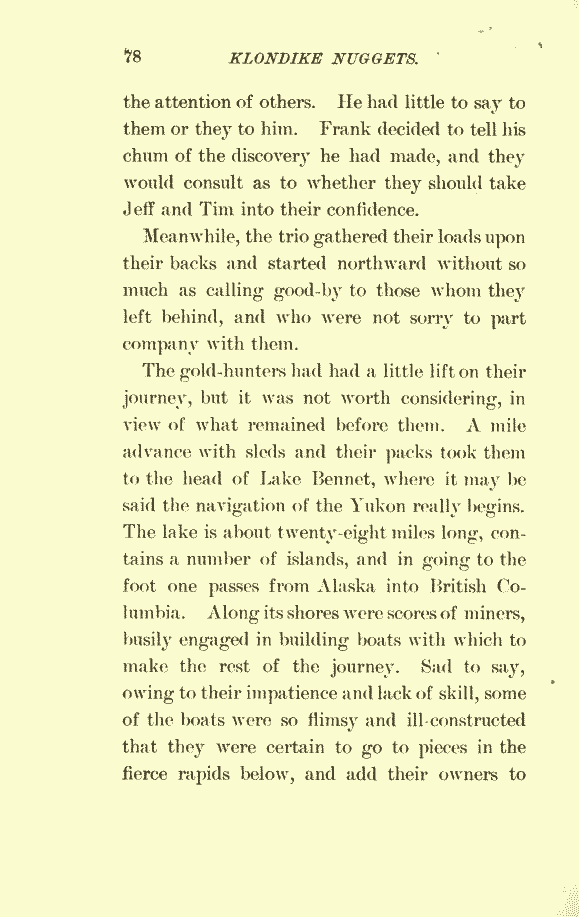 78 KLONDIKE NUGGETS.
the attention of others. He had little to say to
them or they to him. Frank decided to tell his
chum of the discovery he had made, and they
would consult as to whether they should take
Jeff and Tim into their confidence.
Meanwhile, the trio gathered their loads upon
their backs and started northward without so
much as calling good-by to those whom they
left behind, and who were not sorry to part
company with them.
The gold-hunters had had a little lift on their
journey, but it was not worth considering, in
view of what remained before them. A mile
advance with sleds and their packs took them
to the head of Lake Bennet, where it may be
said the navigation of the Yukon really begins.
The lake is about twenty-eight miles long, con-
tains a number of islands, and in going to the
foot one passes from Alaska into British Co-
lumbia. Along its shores were scores of miners,
busily engaged in building boats with which to
make the rest of the journey. Sad to say,
owing to their impatience and lack of skill, some
of the boats were so flimsy and ill-constructed
that they were certain to go to pieces in the
fierce rapids below, and add their owners to